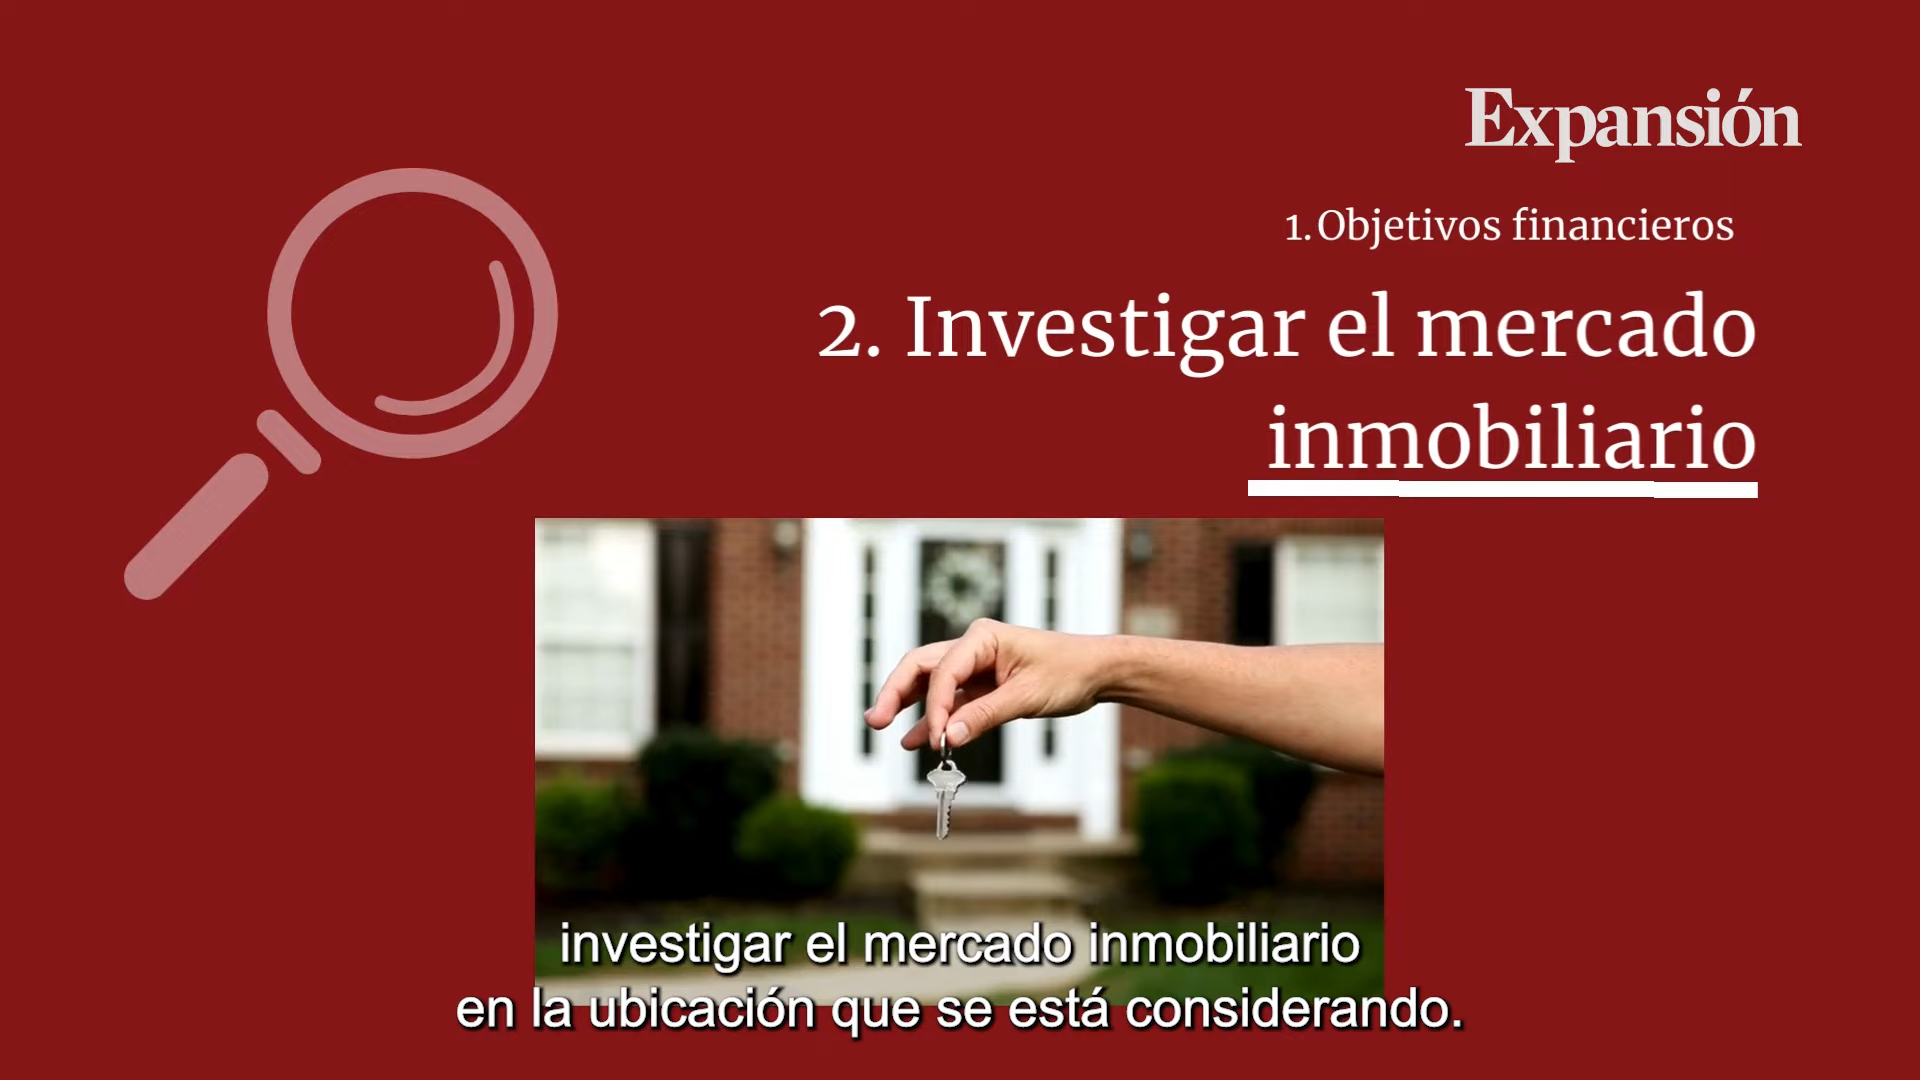 Expansión
1. Objetivos financieros
2. Investigar el mercado
inmobiliario
investigar el mercado inmobiliario
en la ubicación que se está considerando.